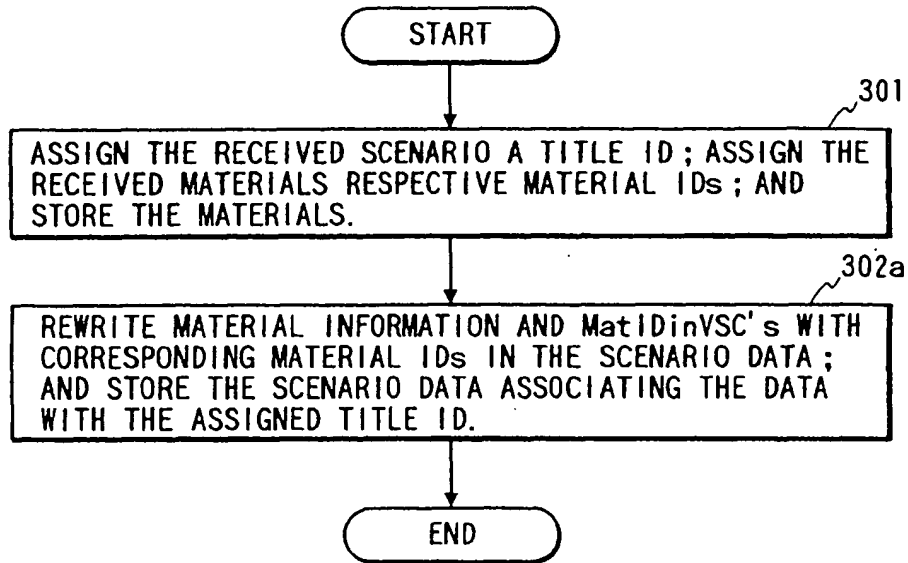 START
301
ASSIGN THE RECEIVED SCENARIO A TITLE ID; ASSIGN THE
RECEIVED MATERIALS RESPECTIVE MATERIAL IDs; AND
STORE THE MATERIALS.
302a
REWRITE MATERIAL INFORMATION AND MatIDinVSC's WITH
CORRESPONDING MATERIAL IDs IN THE SCENARIO DATA;
AND STORE THE SCENARIO DATA ASSOCIATING THE DATA
WITH THE ASSIGNED TITLE ID.
END